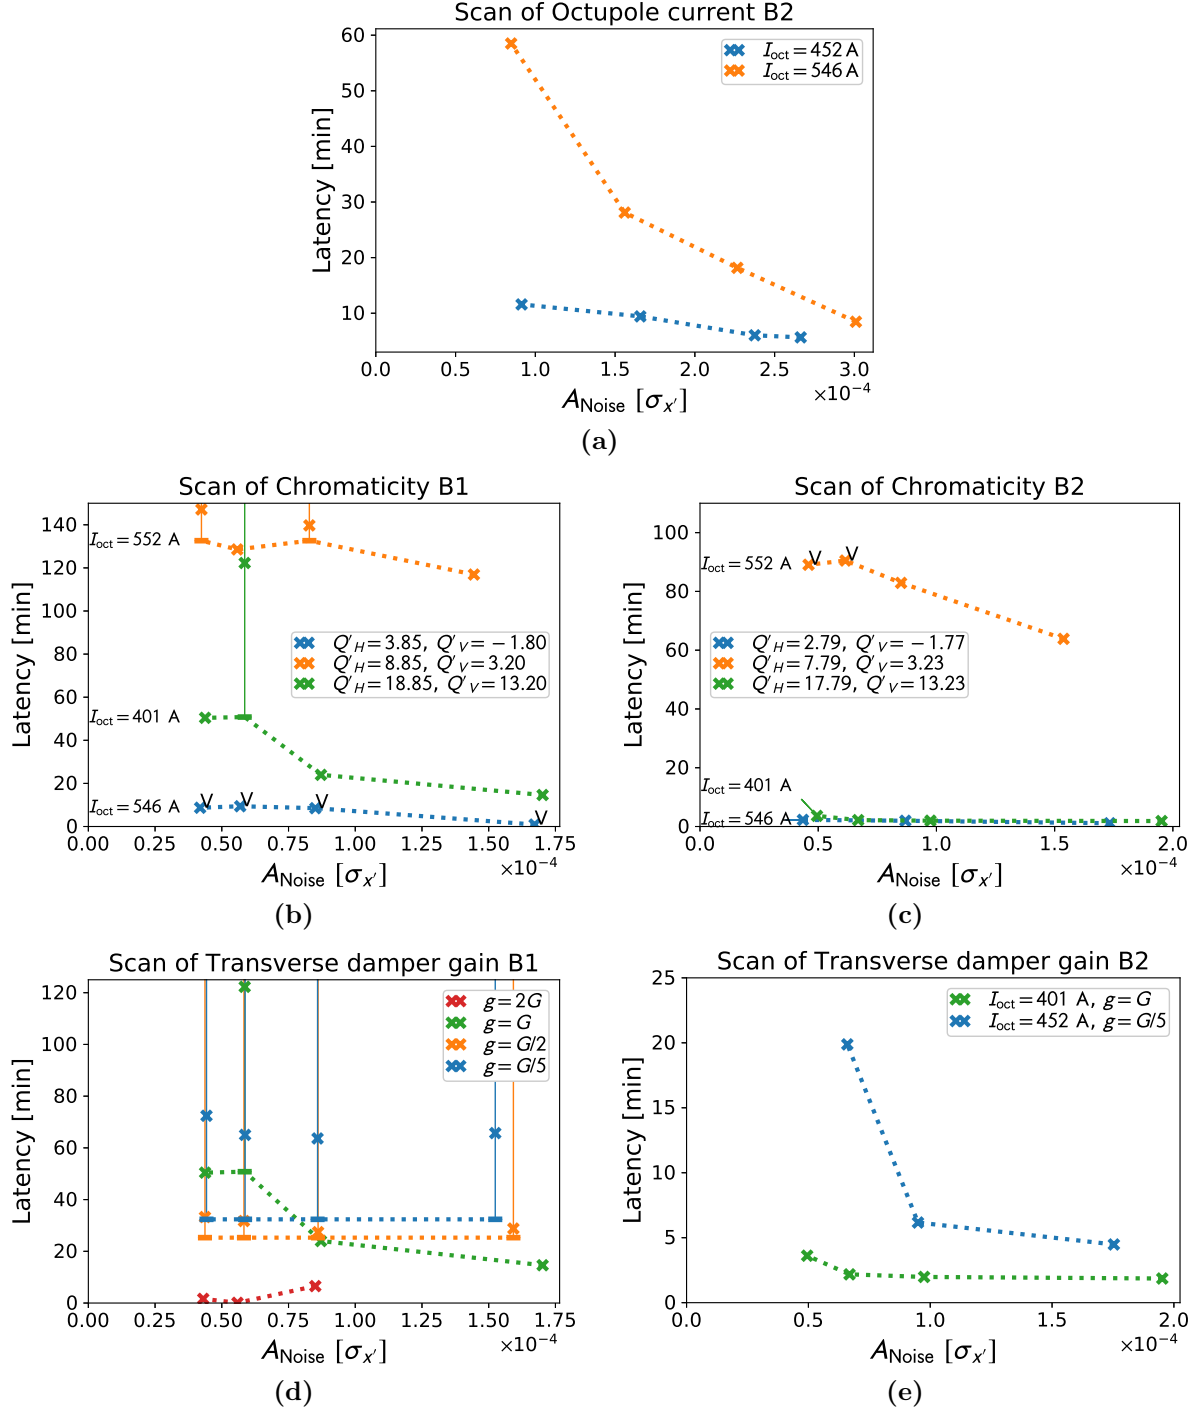 Scan of Octupole current B2
Latency [min]
60
50
40
30
20
10
I_oct = 452 A
I_oct = 546 A
0.0 0.5 1.0 1.5 2.0 2.5 3.0
×10⁻⁴
A_Noise [σ_x′]
(a)
Scan of Chromaticity B1
Latency [min]
140
120
100
80
60
40
20
0
I_oct = 552 A
I_oct = 401 A
I_oct = 546 A
Q′_H = 3.85, Q′_V = −1.80
Q′_H = 8.85, Q′_V = 3.20
Q′_H = 18.85, Q′_V = 13.20
V V V V
0.00 0.25 0.50 0.75 1.00 1.25 1.50 1.75
×10⁻⁴
A_Noise [σ_x′]
(b)
Scan of Chromaticity B2
Latency [min]
100
80
60
40
20
0
I_oct = 552 A
V V
Q′_H = 2.79, Q′_V = −1.77
Q′_H = 7.79, Q′_V = 3.23
Q′_H = 17.79, Q′_V = 13.23
I_oct = 401 A
I_oct = 546 A
0.0 0.5 1.0 1.5 2.0
×10⁻⁴
A_Noise [σ_x′]
(c)
Scan of Transverse damper gain B1
Latency [min]
120
100
80
60
40
20
0
g = 2G
g = G
g = G/2
g = G/5
0.00 0.25 0.50 0.75 1.00 1.25 1.50 1.75
×10⁻⁴
A_Noise [σ_x′]
(d)
Scan of Transverse damper gain B2
Latency [min]
25
20
15
10
5
0
I_oct = 401 A, g = G
I_oct = 452 A, g = G/5
0.0 0.5 1.0 1.5 2.0
×10⁻⁴
A_Noise [σ_x′]
(e)